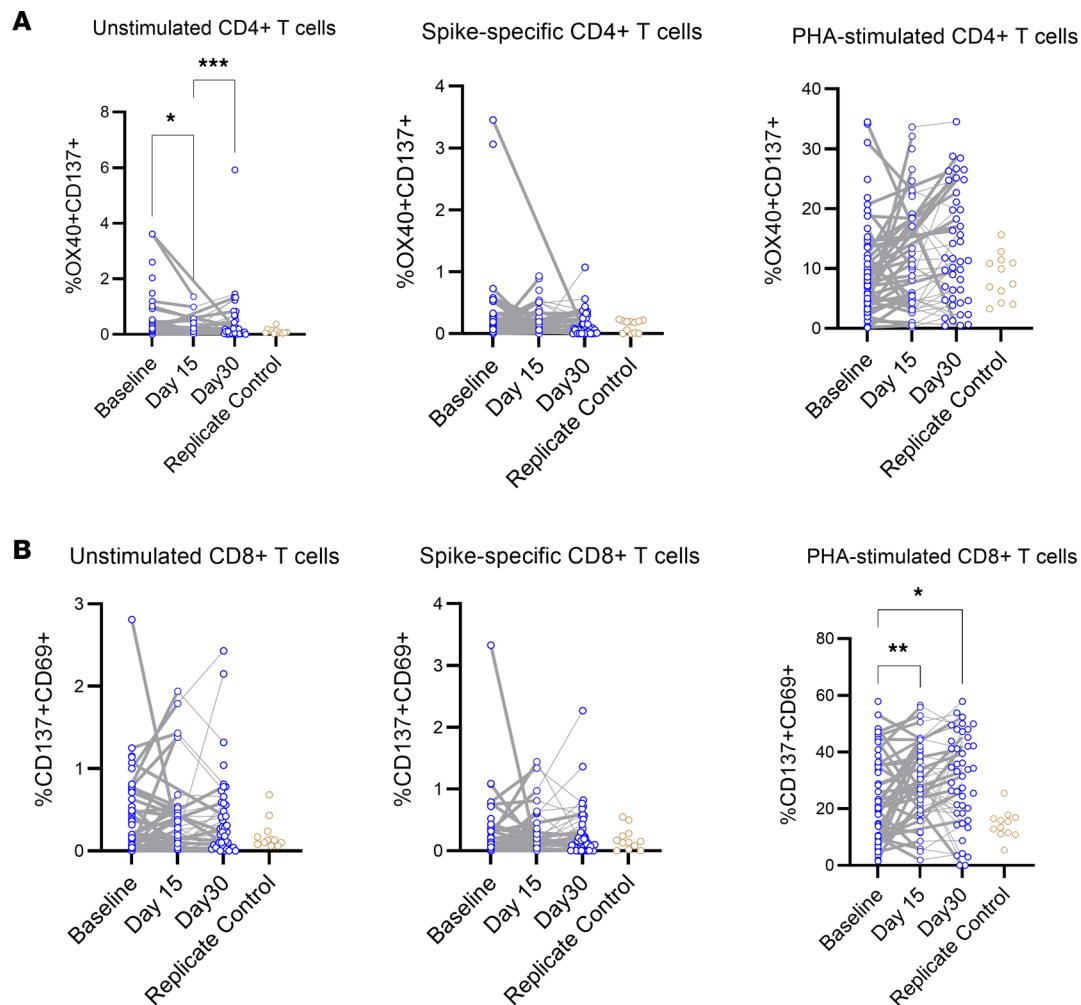 A
Unstimulated CD4+ T cells
Spike-specific CD4+ T cells
PHA-stimulated CD4+ T cells
%OX40+CD137+
8
6
4
2
0
*
***
Baseline
Day 15
Day30
Replicate Control
%OX40+CD137+
4
3
2
1
0
Baseline
Day 15
Day30
Replicate Control
%OX40+CD137+
40
30
20
10
0
Baseline
Day 15
Day30
Replicate Control
B
Unstimulated CD8+ T cells
Spike-specific CD8+ T cells
PHA-stimulated CD8+ T cells
%CD137+CD69+
3
2
1
0
Baseline
Day 15
Day30
Replicate Control
%CD137+CD69+
4
3
2
1
0
Baseline
Day 15
Day30
Replicate Control
%CD137+CD69+
80
60
40
20
0
*
**
Baseline
Day 15
Day30
Replicate Control